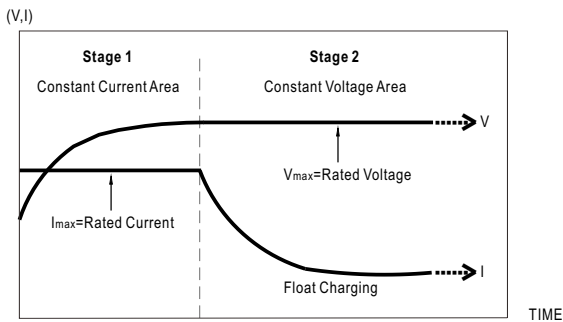 (V,I)
Stage 1
Constant Current Area
Stage 2
Constant Voltage Area
V
Vmax=Rated Voltage
Imax=Rated Current
I
Float Charging
TIME